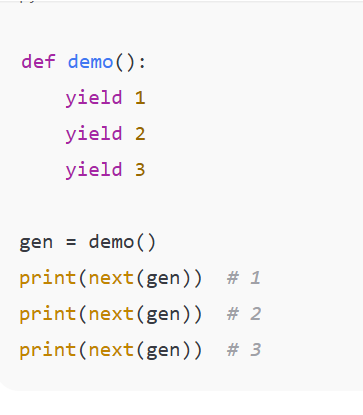 def demo():
    yield 1
    yield 2
    yield 3

gen = demo()
print(next(gen))  # 1
print(next(gen))  # 2
print(next(gen))  # 3